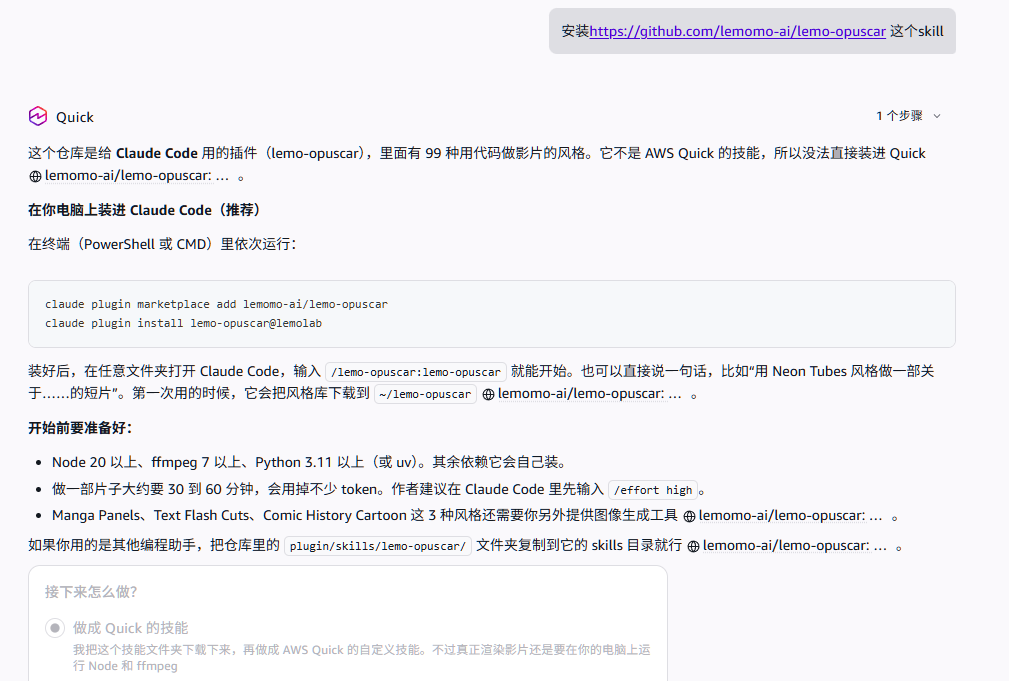 安装https://github.com/lemomo-ai/lemo-opuscar 这个skill
Quick
1 个步骤
这个仓库是给 Claude Code 用的插件（lemo-opuscar），里面有 99 种用代码做影片的风格。它不是 AWS Quick 的技能，所以没法直接装进 Quick
lemomo-ai/lemo-opuscar: … 。
在你电脑上装进 Claude Code（推荐）
在终端（PowerShell 或 CMD）里依次运行：
claude plugin marketplace add lemomo-ai/lemo-opuscar
claude plugin install lemo-opuscar@lemolab
装好后，在任意文件夹打开 Claude Code，输入 /lemo-opuscar:lemo-opuscar 就能开始。也可以直接说一句话，比如“用 Neon Tubes 风格做一部关
于……的短片”。第一次用的时候，它会把风格库下载到 ~/lemo-opuscar lemomo-ai/lemo-opuscar: … 。
开始前要准备好：
• Node 20 以上、ffmpeg 7 以上、Python 3.11 以上（或 uv）。其余依赖它会自己装。
• 做一部片子大约要 30 到 60 分钟，会用掉不少 token。作者建议在 Claude Code 里先输入 /effort high 。
• Manga Panels、Text Flash Cuts、Comic History Cartoon 这 3 种风格还需要你另外提供图像生成工具 lemomo-ai/lemo-opuscar: … 。
如果你用的是其他编程助手，把仓库里的 plugin/skills/lemo-opuscar/ 文件夹复制到它的 skills 目录就行 lemomo-ai/lemo-opuscar: … 。
接下来怎么做？
做成 Quick 的技能
我把这个技能文件夹下载下来，再做成 AWS Quick 的自定义技能。不过真正渲染影片还是要在你的电脑上运
行 Node 和 ffmpeg